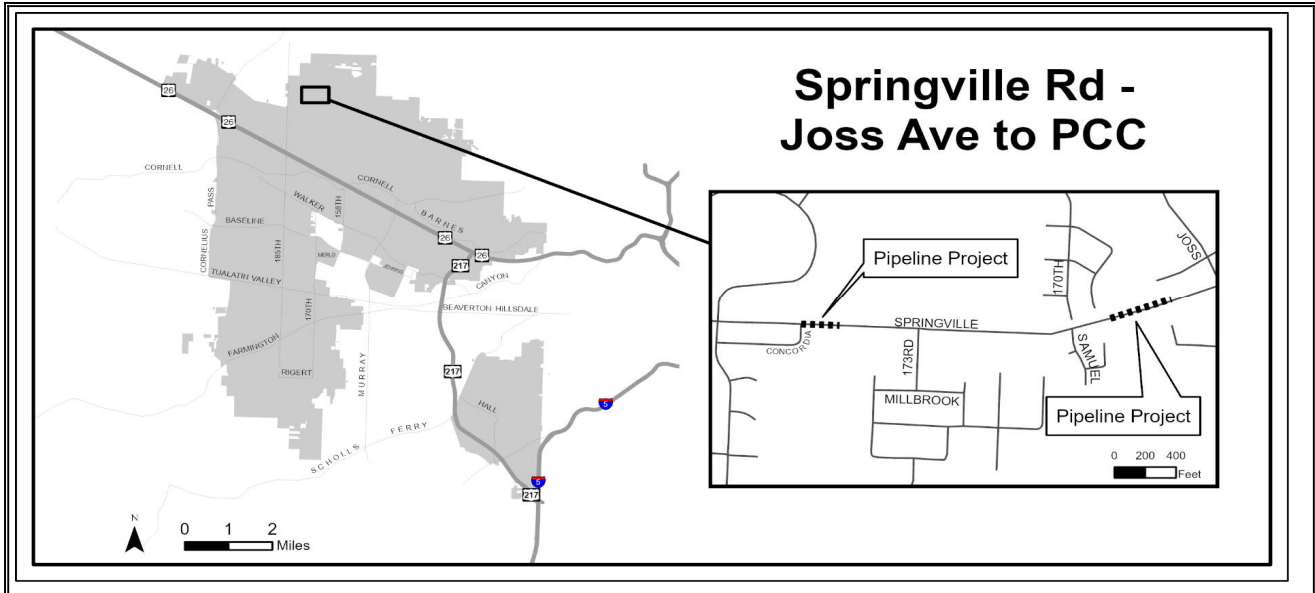 Springville Rd -
Joss Ave to PCC
26
26
CORNELL
CORNELL
PASS
WALKER
158TH
BARNES
BASELINE
185TH
MERLO
JENKINS
26
26
217
CORNELIUS
TUALATIN VALLEY
CANYON
170TH
BEAVERTON HILLSDALE
FARMINGTON
RIGERT
MURRAY
217
HALL
5
SCHOLLS FERRY
5
217
N
0 1 2
Miles
Pipeline Project
170TH
JOSS
SPRINGVILLE
CONCORDIA
173RD
SAMUEL
MILLBROOK
Pipeline Project
0 200 400
Feet